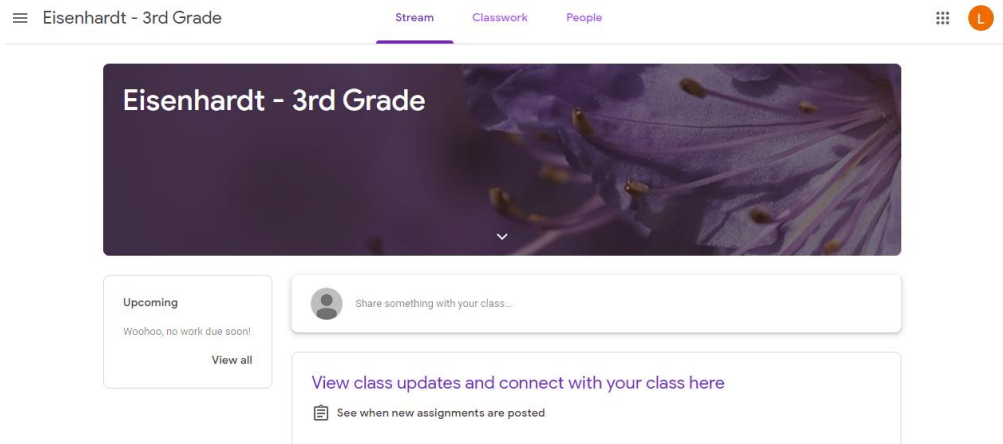 Eisenhardt - 3rd Grade
Stream Classwork People
L
Eisenhardt - 3rd Grade
Upcoming
Woohoo, no work due soon!
View all
Share something with your class...
View class updates and connect with your class here
See when new assignments are posted